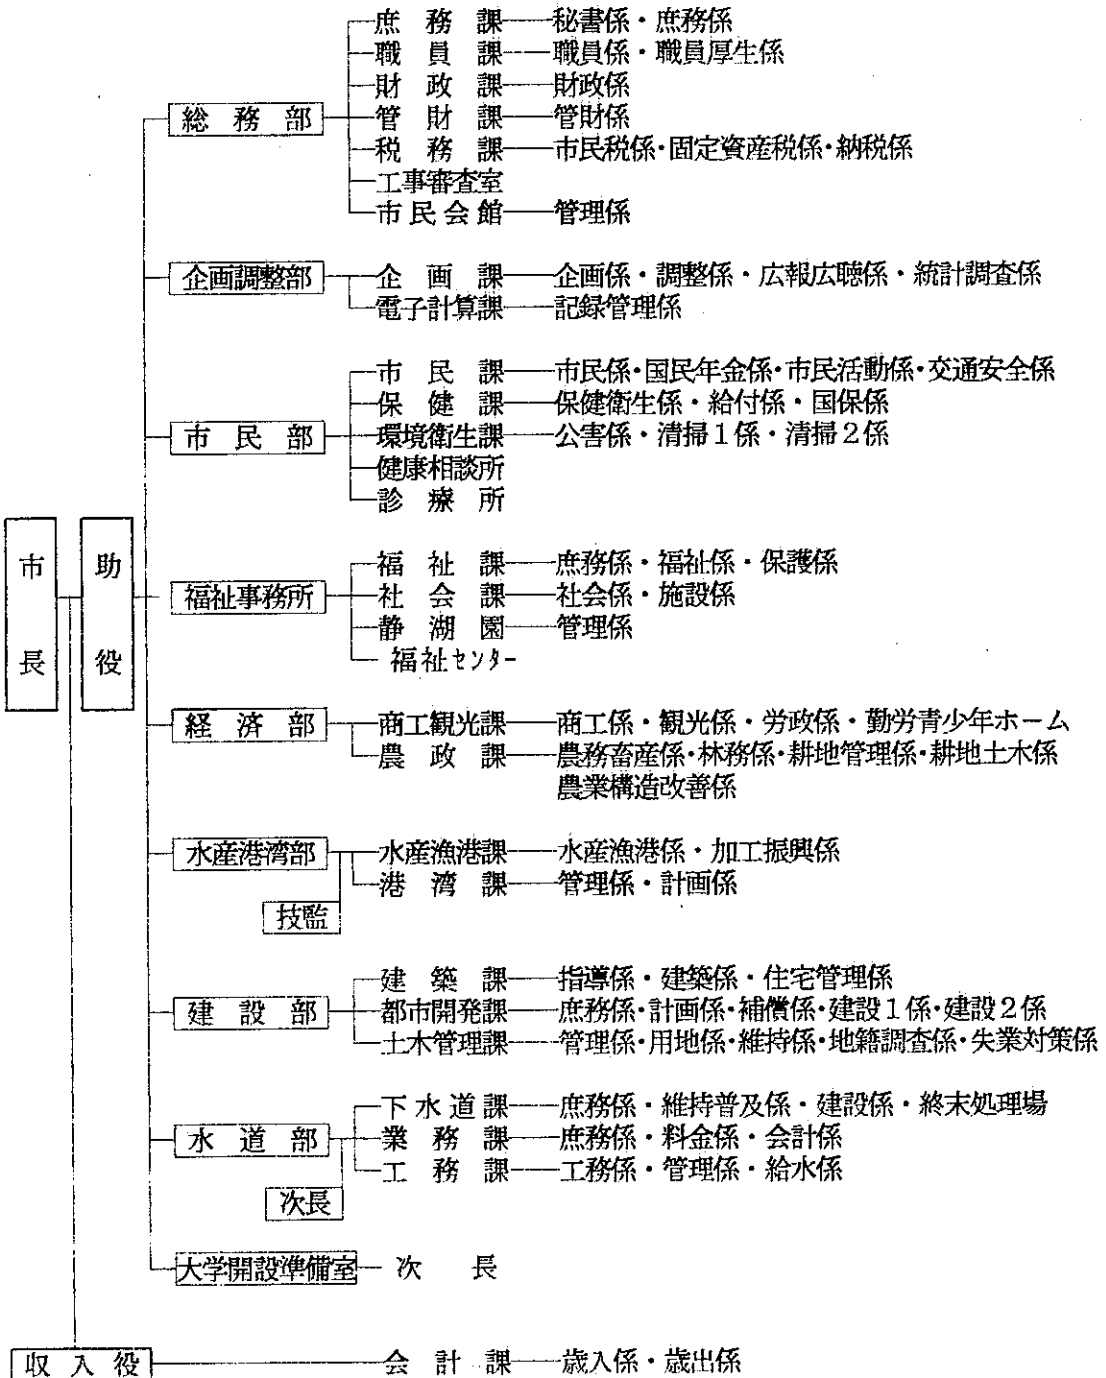 庶務課 秘書係・庶務係
職員課 職員係・職員厚生係
財政課 財政係
総務部 管財課 管財係
税務課 市民税係・固定資産税係・納税係
工事審査室
市民会館 管理係
企画調整部 企画課 企画係・調整係・広報広聴係・統計調査係
電子計算課 記録管理係
市民課 市民係・国民年金係・市民活動係・交通安全係
保健課 保健衛生係・給付係・国保係
市民部 環境衛生課 公害係・清掃1係・清掃2係
健康相談所
診療所
市長 助役
福祉課 庶務係・福祉係・保護係
福祉事務所 社会課 社会係・施設係
静湖園 管理係
福祉センター
経済部 商工観光課 商工係・観光係・労政係・勤労青少年ホーム
農政課 農務畜産係・林務係・耕地管理係・耕地土木係
農業構造改善係
水産港湾部 水産漁港課 水産漁港係・加工振興係
港湾課 管理係・計画係
技監
建築課 指導係・建築係・住宅管理係
建設部 都市開発課 庶務係・計画係・補償係・建設1係・建設2係
土木管理課 管理係・用地係・維持係・地籍調査係・失業対策係
下水道課 庶務係・維持普及係・建設係・終末処理場
水道部 業務課 庶務係・料金係・会計係
工務課 工務係・管理係・給水係
次長
大学開設準備室 次長
収入役 会計課 歳入係・歳出係